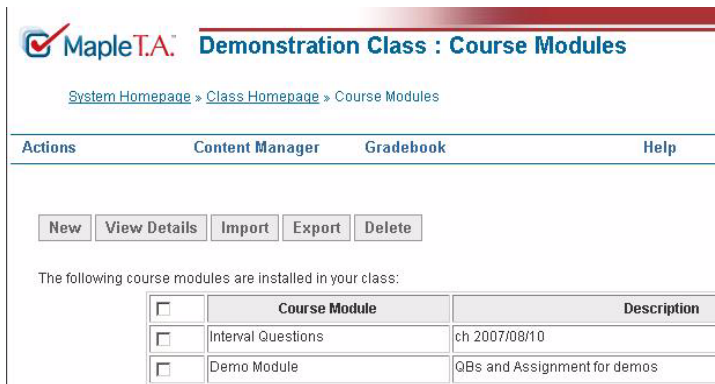 MapleT.A.™ Demonstration Class : Course Modules
System Homepage » Class Homepage » Course Modules
Actions Content Manager Gradebook Help
New View Details Import Export Delete
The following course modules are installed in your class:
Course Module Description
Interval Questions ch 2007/08/10
Demo Module QBs and Assignment for demos